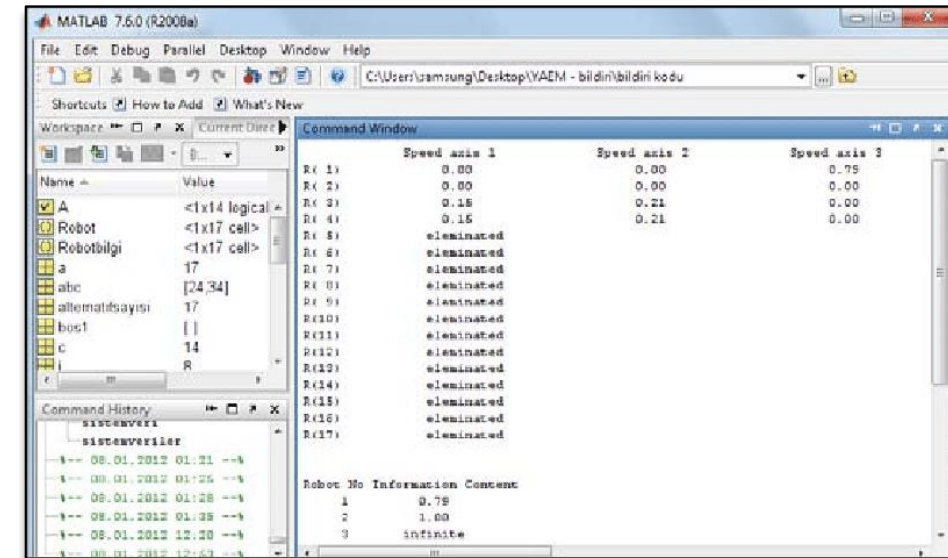 MATLAB 7.6.0 (R2008a)
File Edit Debug Parallel Desktop Window Help
C:\Users\samsung\Desktop\YAEM - bildiri\bildiri kodu
Shortcuts How to Add What's New
Workspace Current Direc
Name Value
A <1x14 logical
Robot <1x17 cell>
Robotbilgi <1x17 cell>
a 17
abc [24,34]
alternatifsayisi 17
bos1 [ ]
c 14
i 8
Command History
sistemveri
sistemveriler
%-- 08.01.2012 01:21 --%
%-- 08.01.2012 01:25 --%
%-- 08.01.2012 01:28 --%
%-- 08.01.2012 01:35 --%
%-- 08.01.2012 12:20 --%
%-- 08.01.2012 12:53 --%
Command Window
Speed axis 1 Speed axis 2 Speed axis 3
R( 1) 0.00 0.00 0.75
R( 2) 0.00 0.00 0.00
R( 3) 0.15 0.21 0.00
R( 4) 0.15 0.21 0.00
R( 5) eleminated
R( 6) eleminated
R( 7) eleminated
R( 8) eleminated
R( 9) eleminated
R(10) eleminated
R(11) eleminated
R(12) eleminated
R(13) eleminated
R(14) eleminated
R(15) eleminated
R(16) eleminated
R(17) eleminated
Robot No Information Content
1 0.79
2 1.00
3 infinite